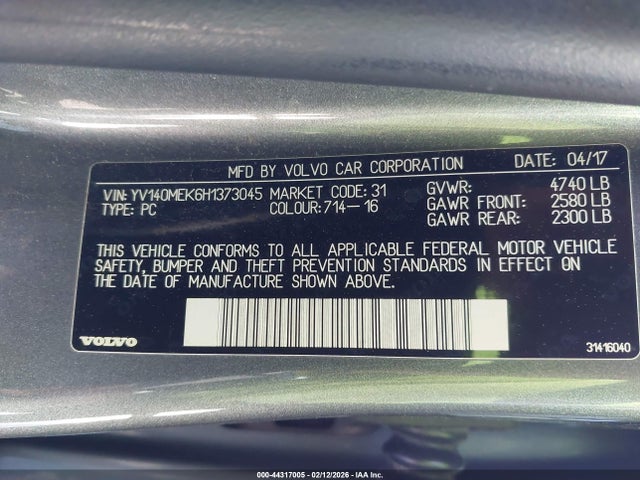 MFD BY VOLVO CAR CORPORATION DATE: 04/17
VIN: YV140MEK6H1373045 MARKET CODE: 31 GVWR: 4740 LB
TYPE: PC COLOUR: 714-16 GAWR FRONT: 2580 LB
GAWR REAR: 2300 LB
THIS VEHICLE CONFORMS TO ALL APPLICABLE FEDERAL MOTOR VEHICLE
SAFETY, BUMPER AND THEFT PREVENTION STANDARDS IN EFFECT ON
THE DATE OF MANUFACTURE SHOWN ABOVE.
VOLVO 31416040
000-44317005 - 02/12/2026 - IAA Inc.